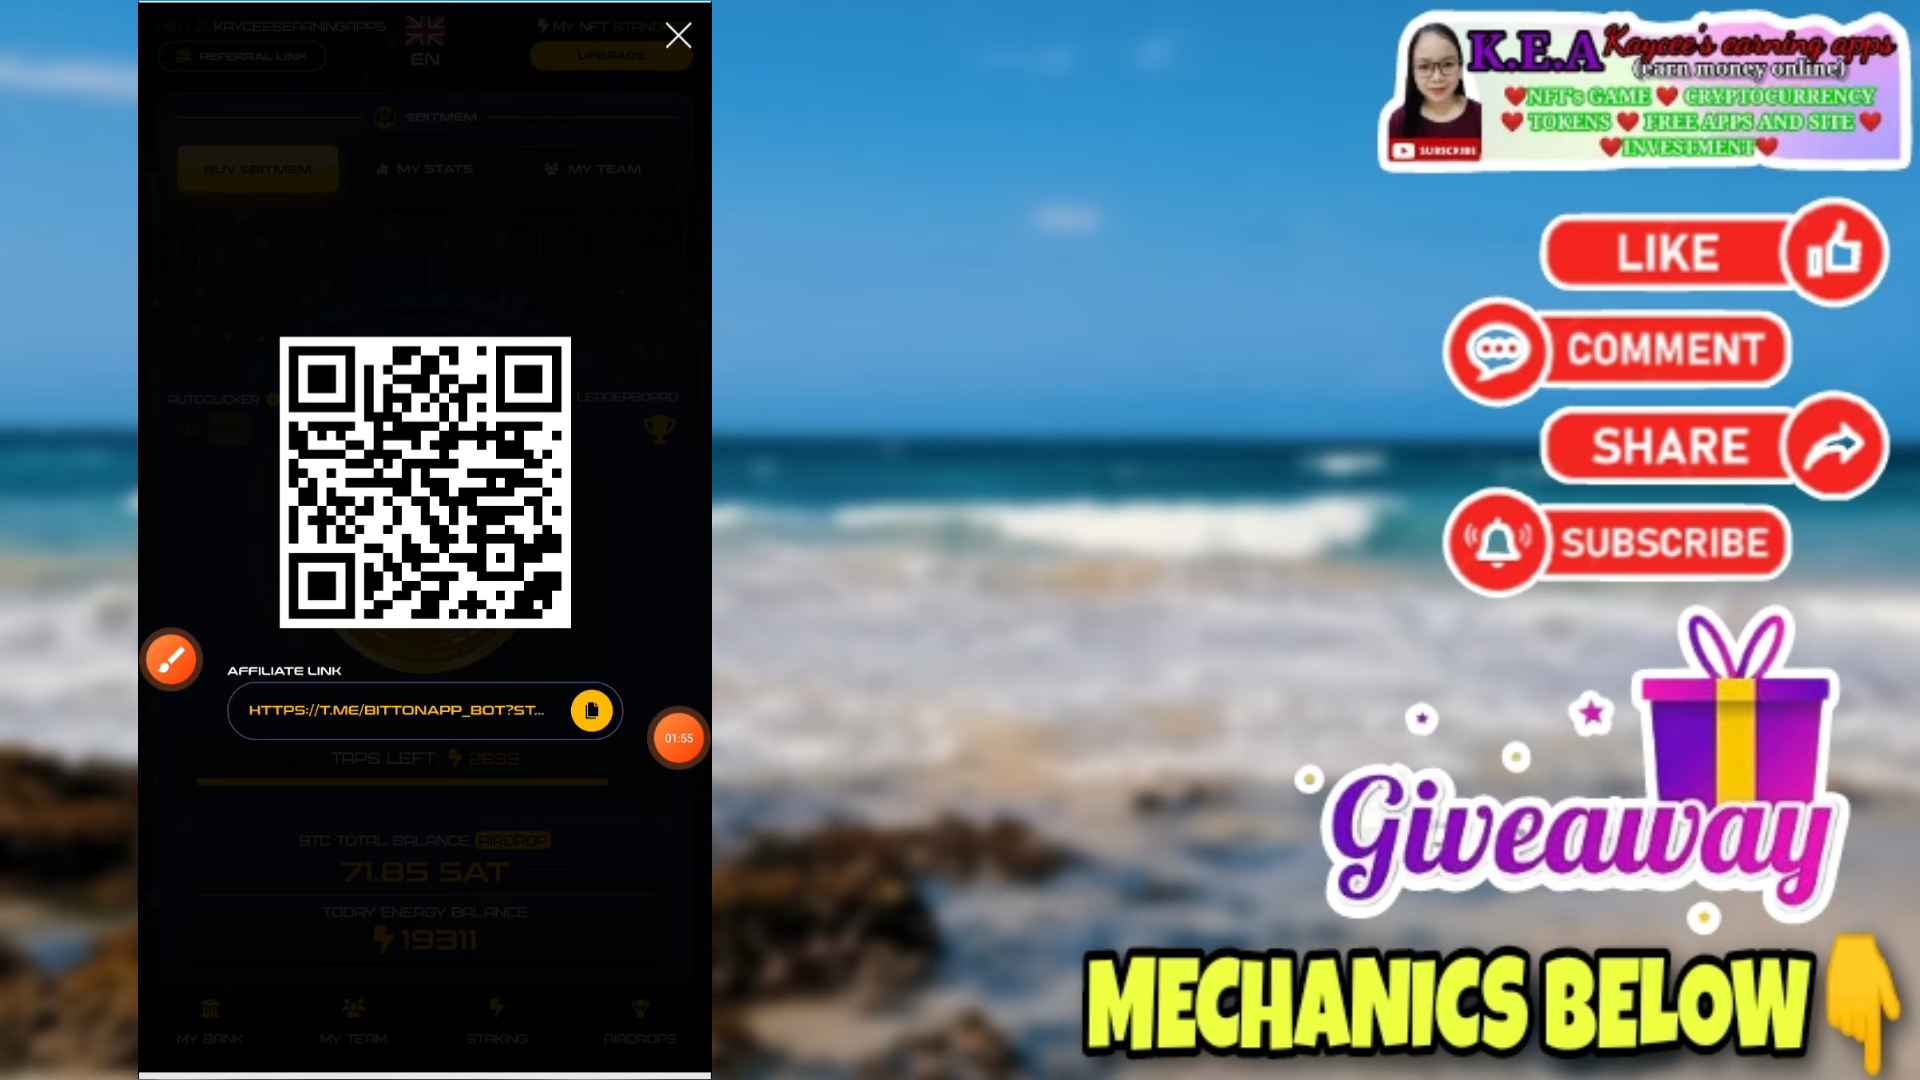 HELLO KAYCEESEARNINGAPPS
REFERRAL LINK
EN
MY NFT
UPGRADE
$BITMEM
BUY $BITMEM
MY STATS
MY TEAM
AUTOCLICKER
LEADERBOARD
AFFILIATE LINK
HTTPS://T.ME/BITTONAPP_BOT?ST...
01:55
TAPS LEFT: 2699
BTC TOTAL BALANCE AIRDROP
71.85 SAT
TODAY ENERGY BALANCE
19311
MY BANK
MY TEAM
STAKING
AIRDROPS
K.E.A Kaycee's earning apps
(earn money online)
NFT's GAME CRYPTOCURRENCY
TOKENS FREE APPS AND SITE
INVESTMENT
SUBSCRIBE
LIKE
COMMENT
SHARE
SUBSCRIBE
Giveaway
MECHANICS BELOW